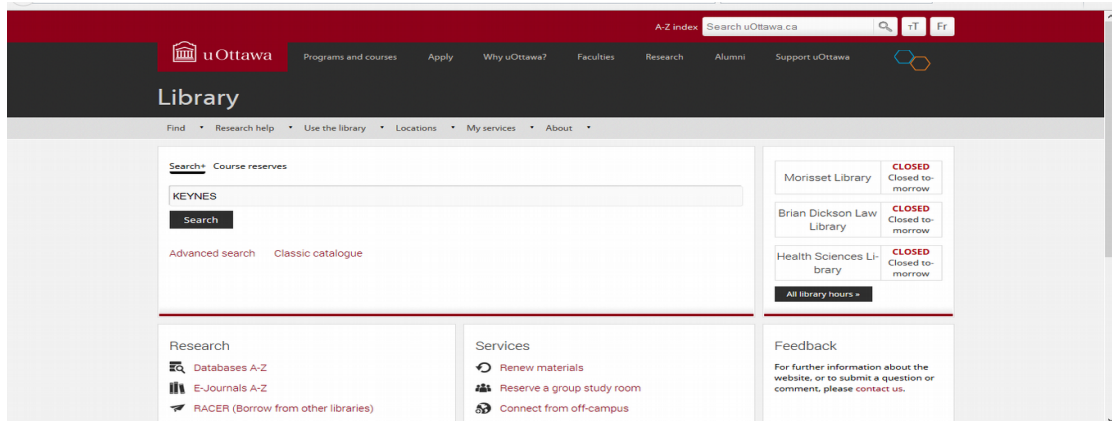 A-Z index Search uOttawa.ca TT Fr
uOttawa Programs and courses Apply Why uOttawa? Faculties Research Alumni Support uOttawa
Library
Find Research help Use the library Locations My services About
Search+ Course reserves
KEYNES
Search
Advanced search Classic catalogue
Morisset Library
CLOSED
Closed to-
morrow
Brian Dickson Law
Library
CLOSED
Closed to-
morrow
Health Sciences Li-
brary
CLOSED
Closed to-
morrow
All library hours »
Research
Databases A-Z
E-Journals A-Z
RACER (Borrow from other libraries)
Services
Renew materials
Reserve a group study room
Connect from off-campus
Feedback
For further information about the
website, or to submit a question or
comment, please contact us.